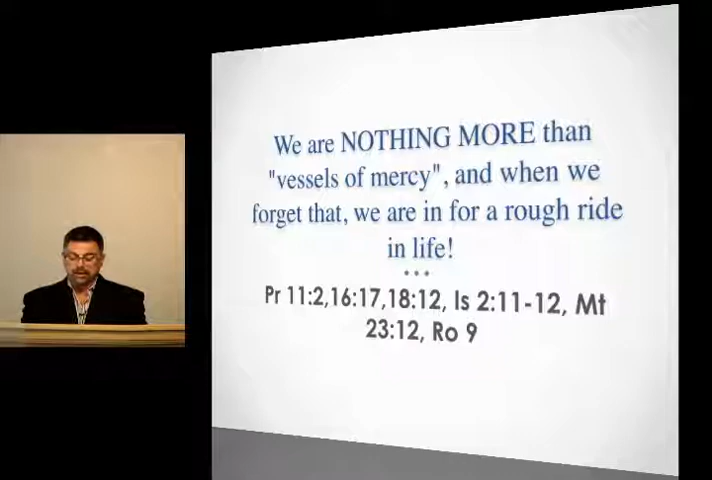 We are NOTHING MORE than
"vessels of mercy", and when we
forget that, we are in for a rough ride
in life!
Pr 11:2,16:17,18:12, Is 2:11-12, Mt
23:12, Ro 9